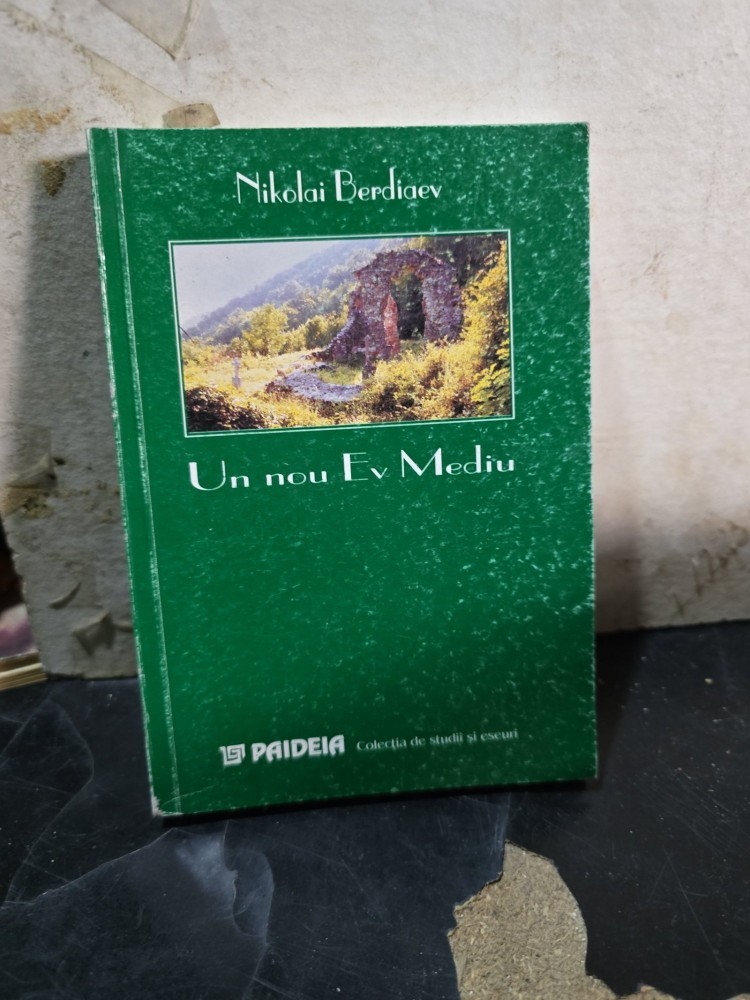 Nikolai Berdiaev
Un nou Ev Mediu
PAIDEIA Colecția de studii și eseuri